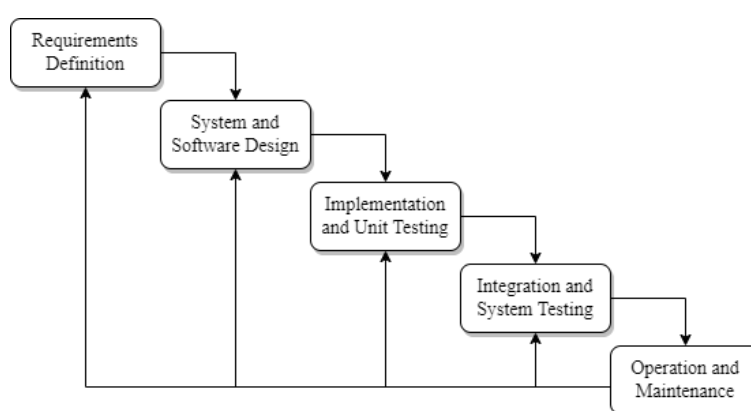 Requirements
Definition
System and
Software Design
Implementation
and Unit Testing
Integration and
System Testing
Operation and
Maintenance